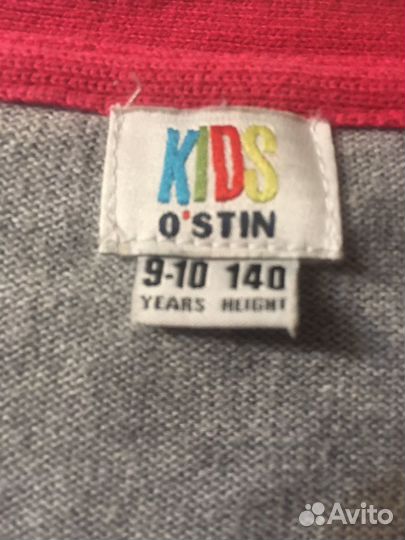 KIDS
O'STIN
9-10 140
YEARS HEIGHT
Avito